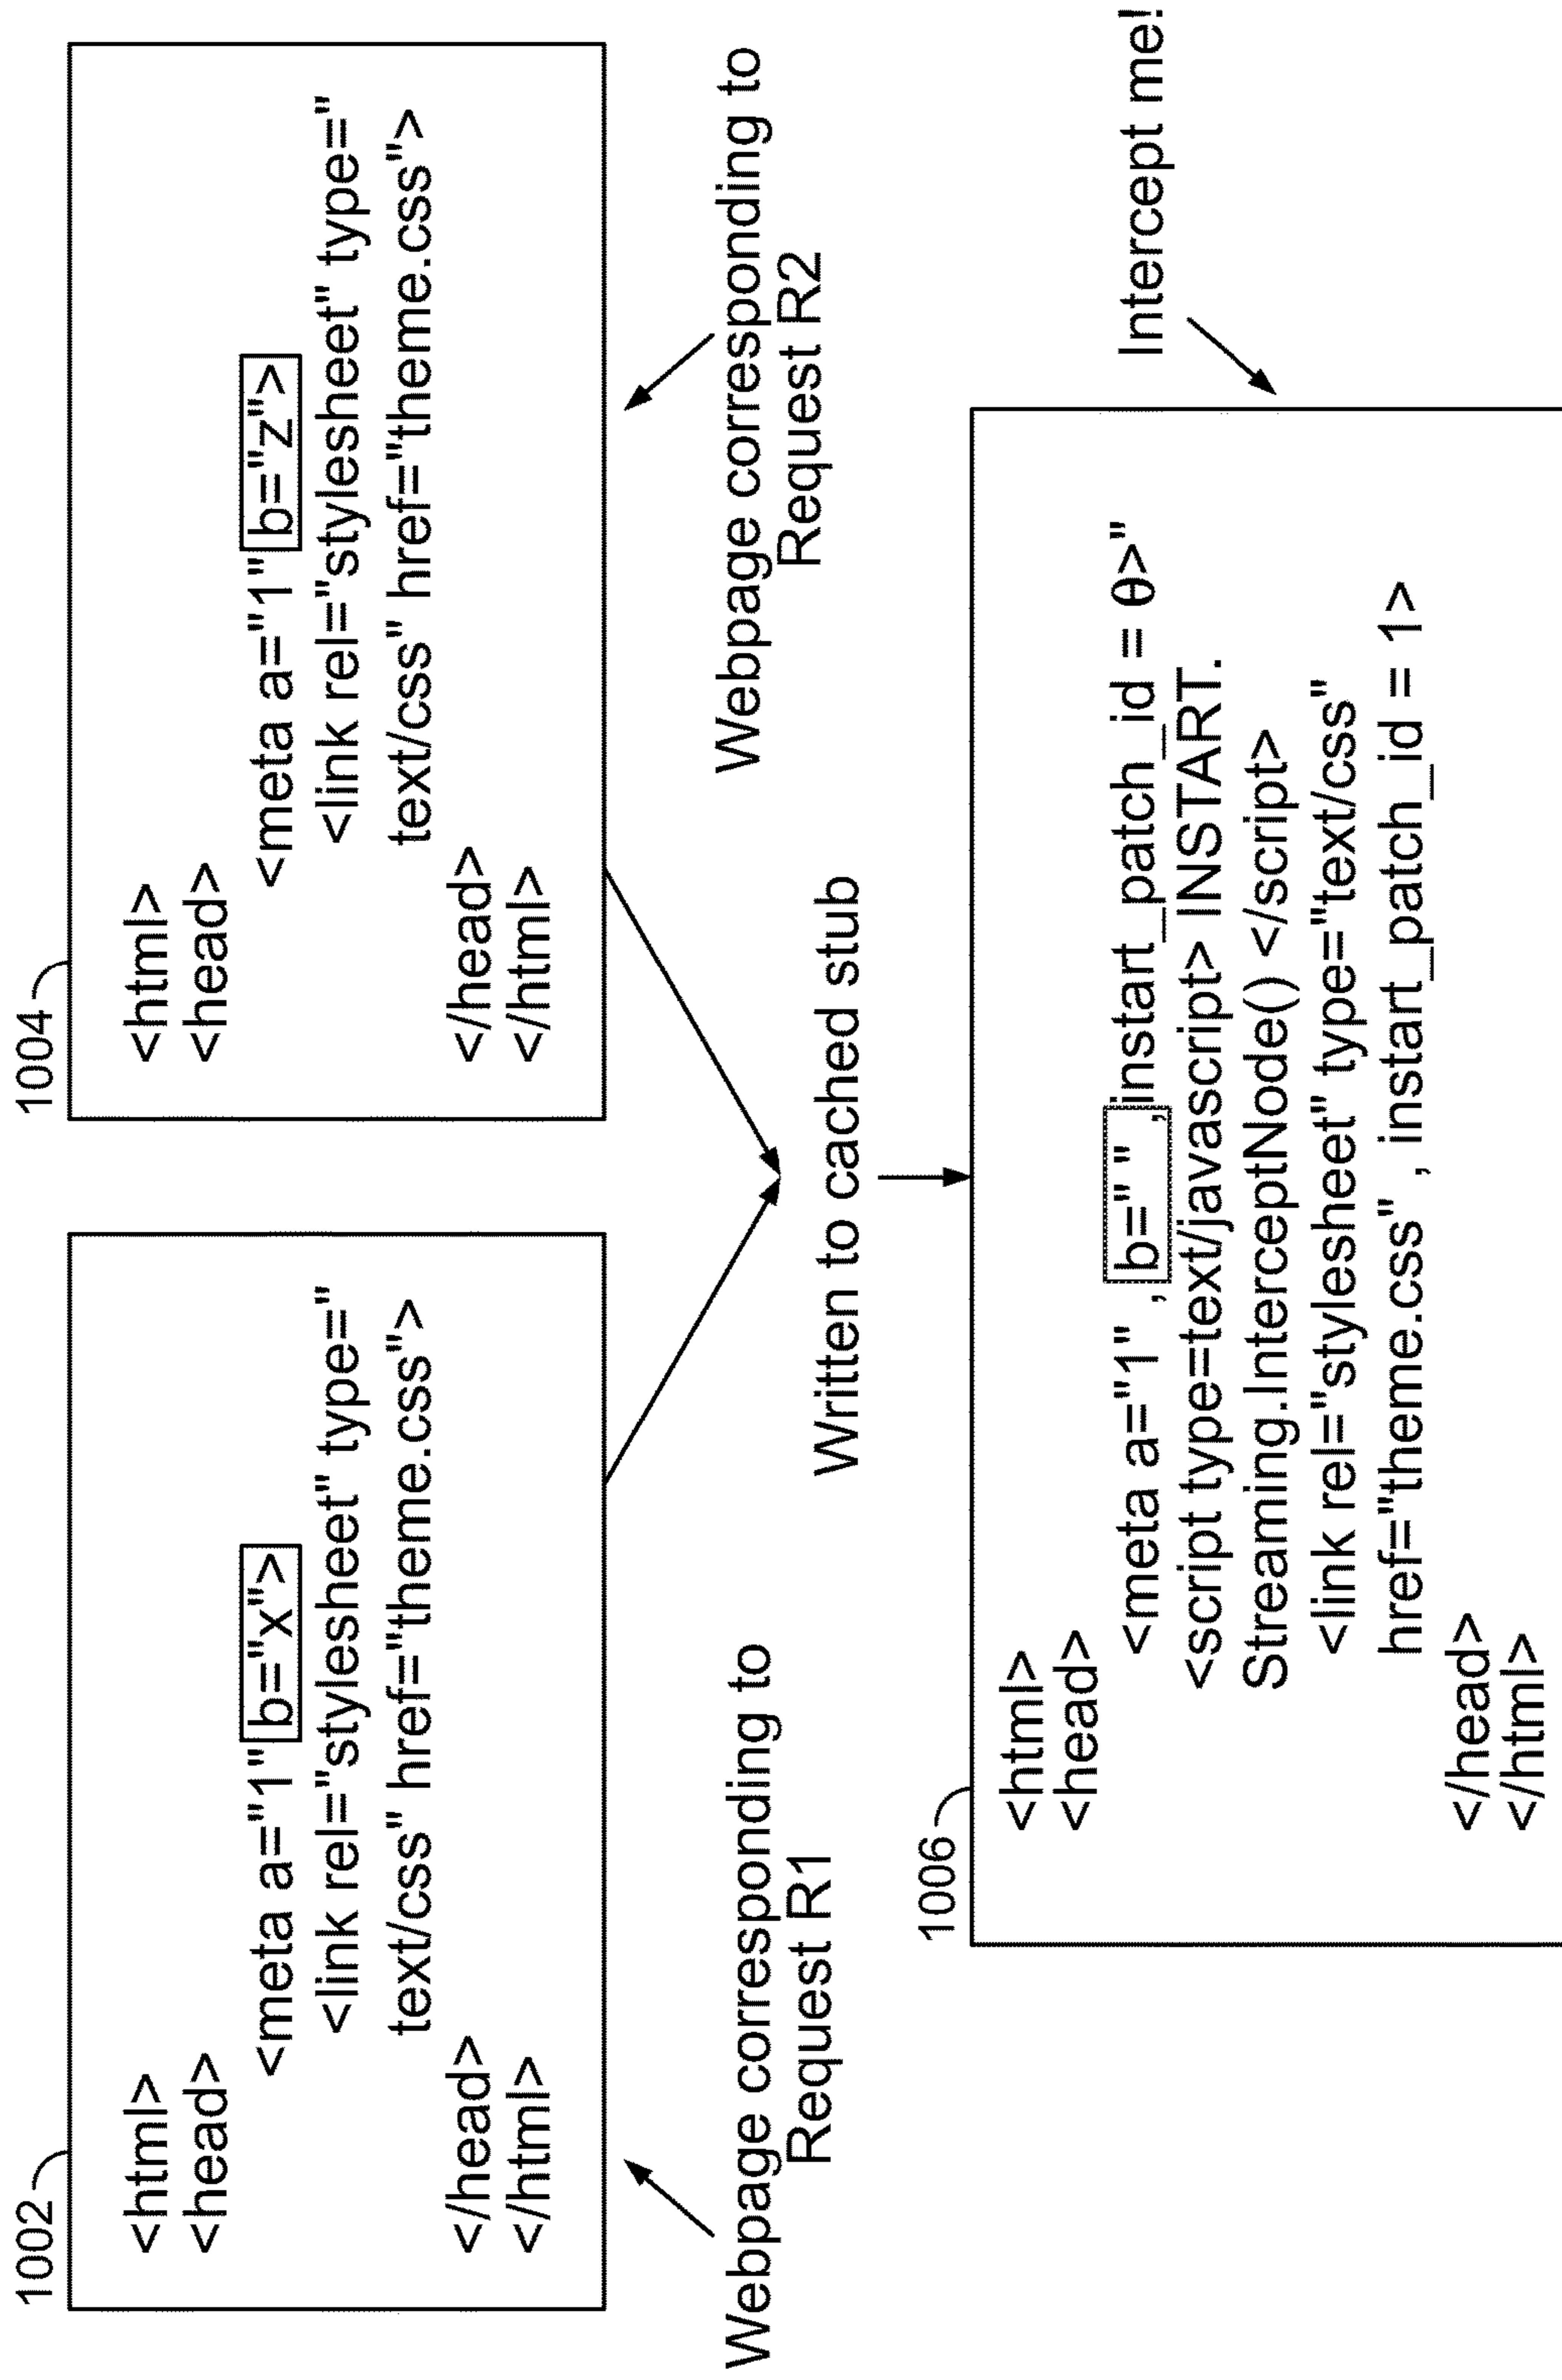 1002
<html>
<head>
<meta a="1" b="x">
<link rel="stylesheet" type="
text/css" href="theme.css">
</head>
</html>
Webpage corresponding to
Request R1
1004
<html>
<head>
<meta a="1" b="z">
<link rel="stylesheet" type="
text/css" href="theme.css">
</head>
</html>
Webpage corresponding to
Request R2
Written to cached stub
1006
<html>
<head>
<meta a="1" , b=" " , instart_patch_id = θ>"
<script type=text/javascript> INSTART.
Streaming.InterceptNode() </script>
<link rel="stylesheet" type="text/css"
href="theme.css" , instart_patch_id = 1>
</head>
</html>
Intercept me!